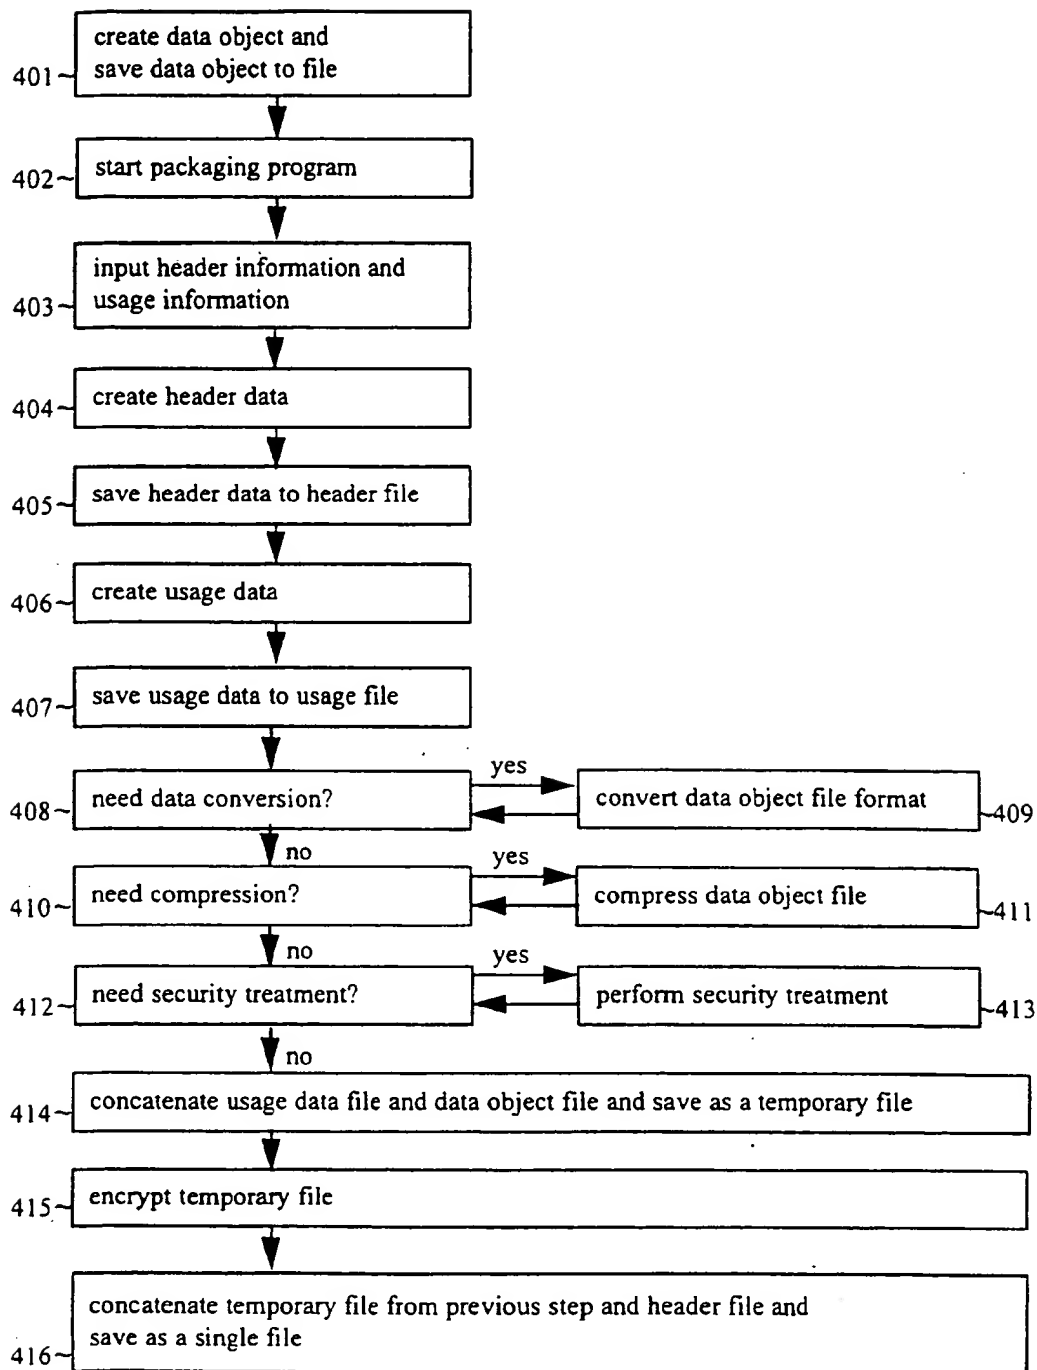 create data object and
save data object to file
401~
start packaging program
402~
input header information and
usage information
403~
create header data
404~
save header data to header file
405~
create usage data
406~
save usage data to usage file
407~
yes
need data conversion?
convert data object file format
408~
~409
no
yes
need compression?
compress data object file
410~
~411
no
yes
need security treatment?
perform security treatment
412~
~413
no
concatenate usage data file and data object file and save as a temporary file
414~
encrypt temporary file
415~
concatenate temporary file from previous step and header file and
save as a single file
416~